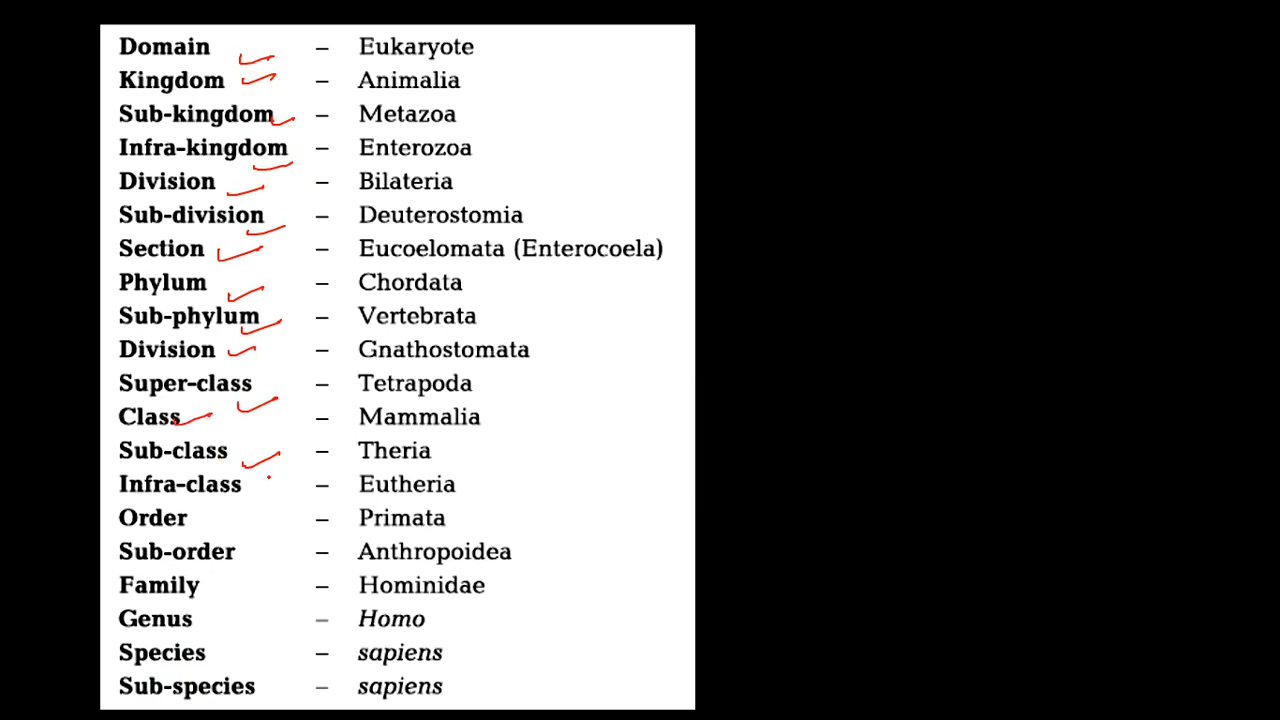 Domain – Eukaryote
Kingdom – Animalia
Sub-kingdom – Metazoa
Infra-kingdom – Enterozoa
Division – Bilateria
Sub-division – Deuterostomia
Section – Eucoelomata (Enterocoela)
Phylum – Chordata
Sub-phylum – Vertebrata
Division – Gnathostomata
Super-class – Tetrapoda
Class – Mammalia
Sub-class – Theria
Infra-class – Eutheria
Order – Primata
Sub-order – Anthropoidea
Family – Hominidae
Genus – Homo
Species – sapiens
Sub-species – sapiens